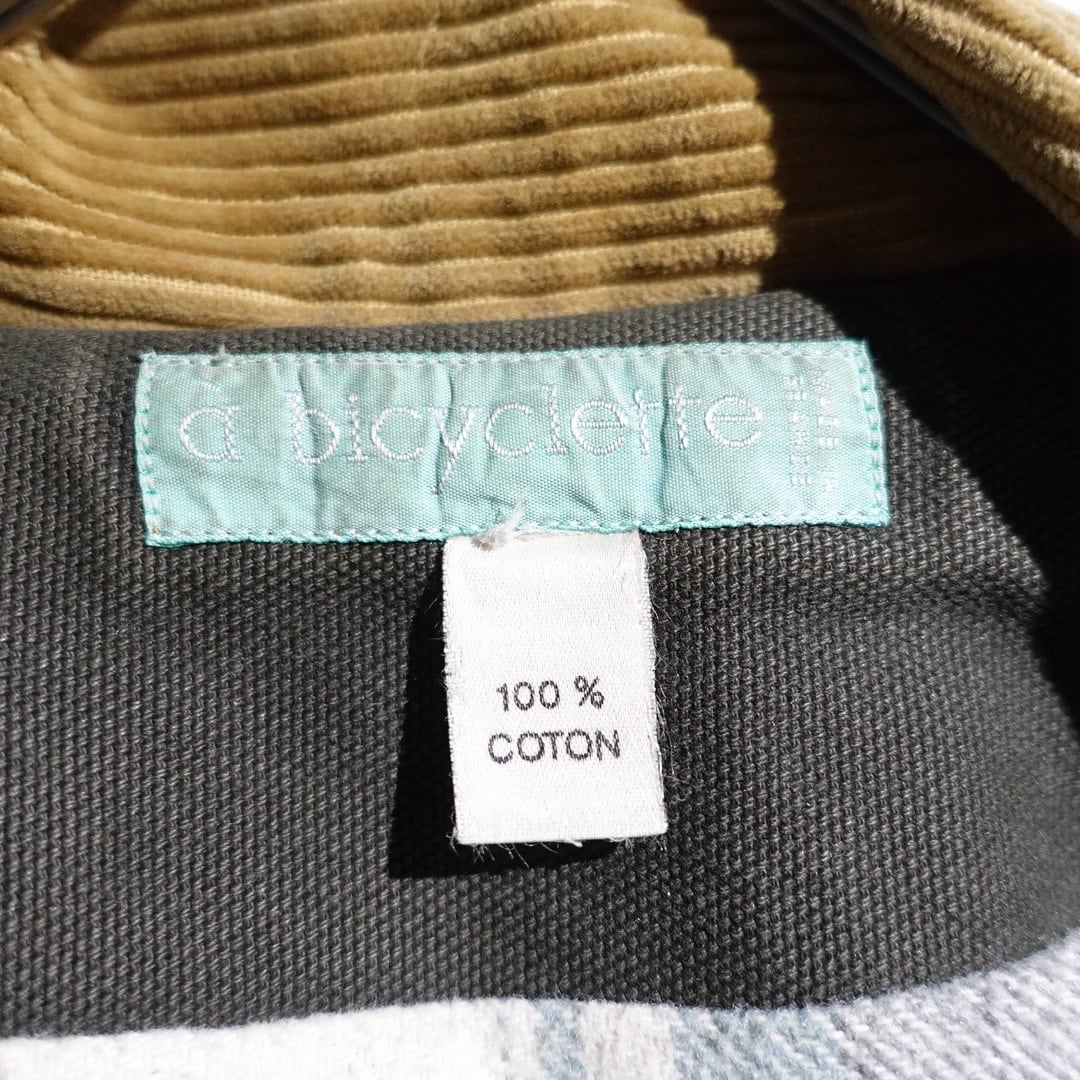 à bicyclette
100 %
COTON